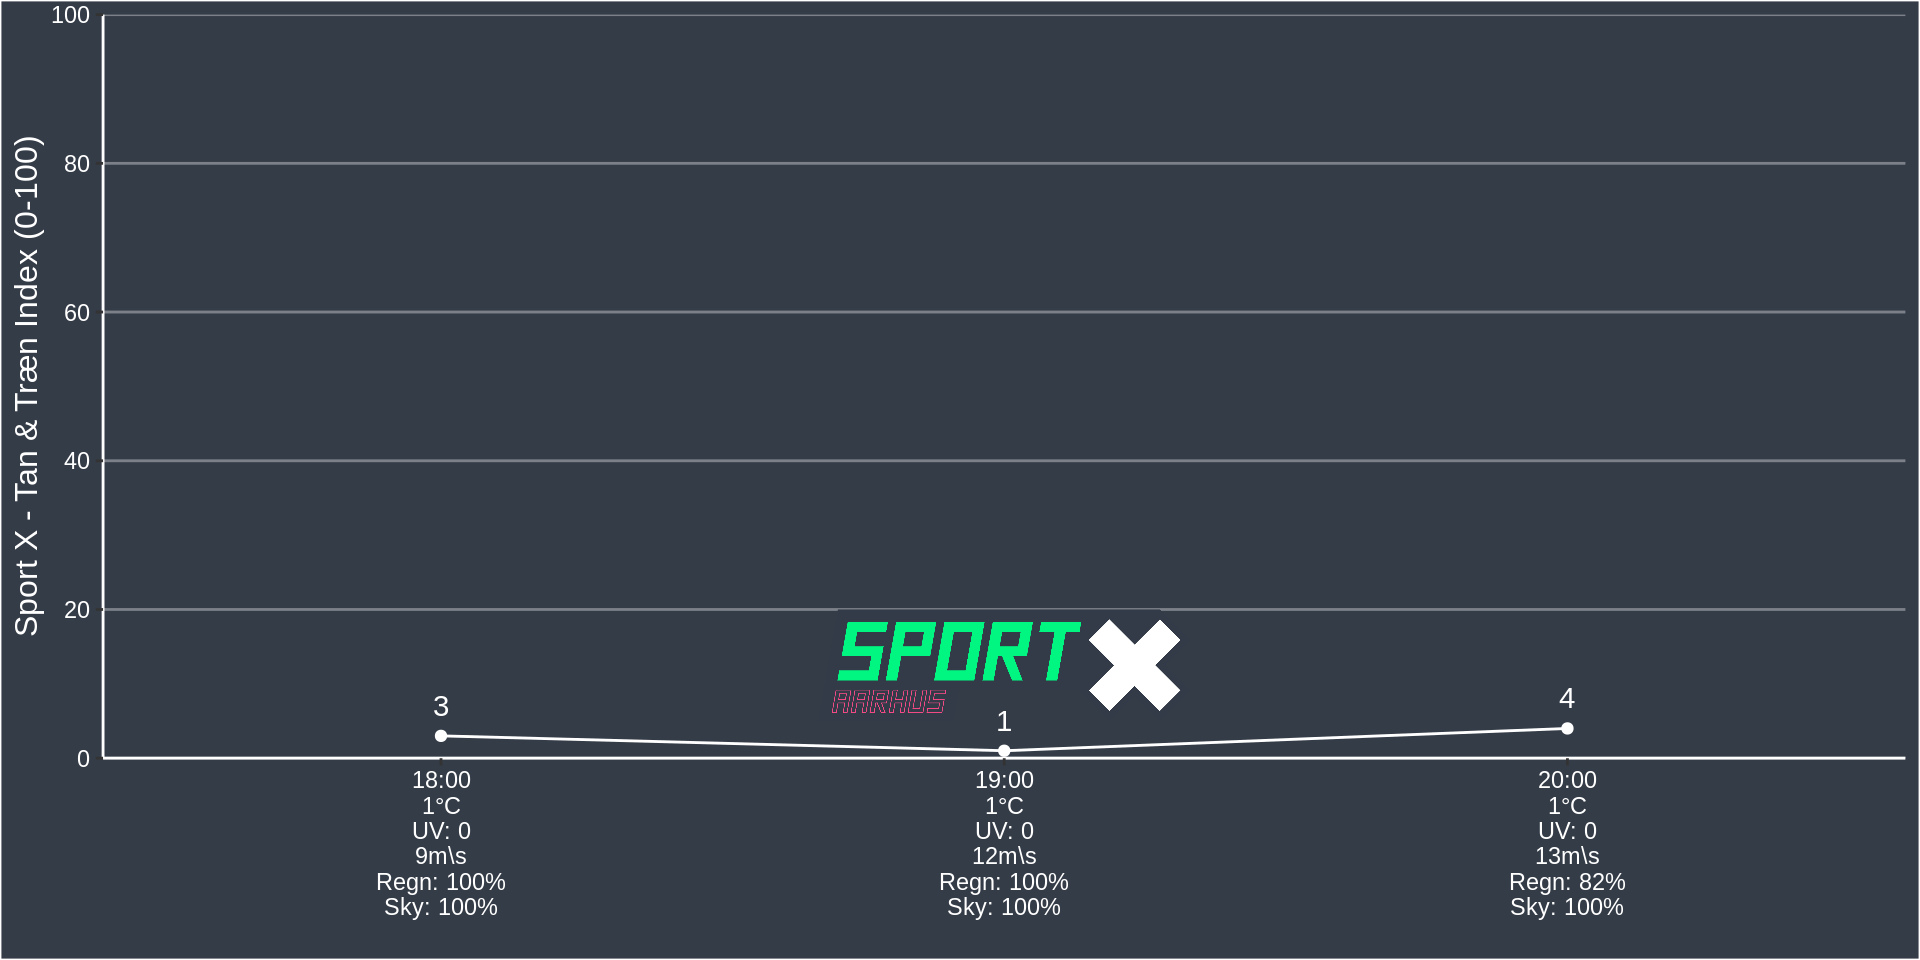 Sport X - Tan & Træn Index (0-100)
100
80
60
40
20
0
SPORT X
AARHUS
3
1
4
18:00
1°C
UV: 0
9m\s
Regn: 100%
Sky: 100%
19:00
1°C
UV: 0
12m\s
Regn: 100%
Sky: 100%
20:00
1°C
UV: 0
13m\s
Regn: 82%
Sky: 100%